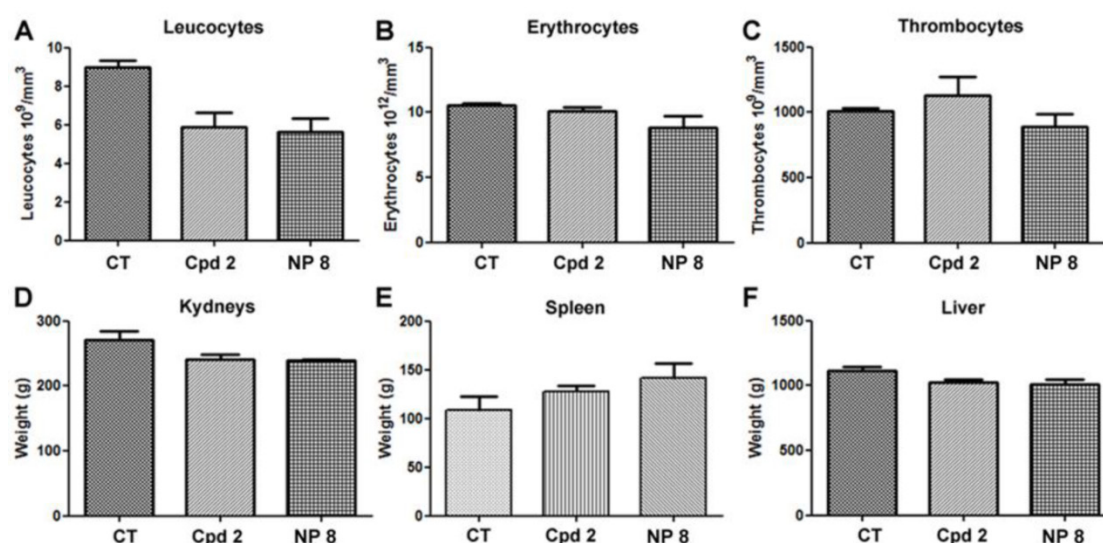 A
Leucocytes
Leucocytes 10⁹/mm³
10
8
6
4
2
0
CT Cpd 2 NP 8
B
Erythrocytes
Erythrocytes 10¹²/mm³
15
10
5
0
CT Cpd 2 NP 8
C
Thrombocytes
Thrombocytes 10⁹/mm³
1500
1000
500
0
CT Cpd 2 NP 8
D
Kydneys
Weight (g)
300
200
100
0
CT Cpd 2 NP 8
E
Spleen
Weight (g)
200
150
100
50
0
CT Cpd 2 NP 8
F
Liver
Weight (g)
1500
1000
500
0
CT Cpd 2 NP 8